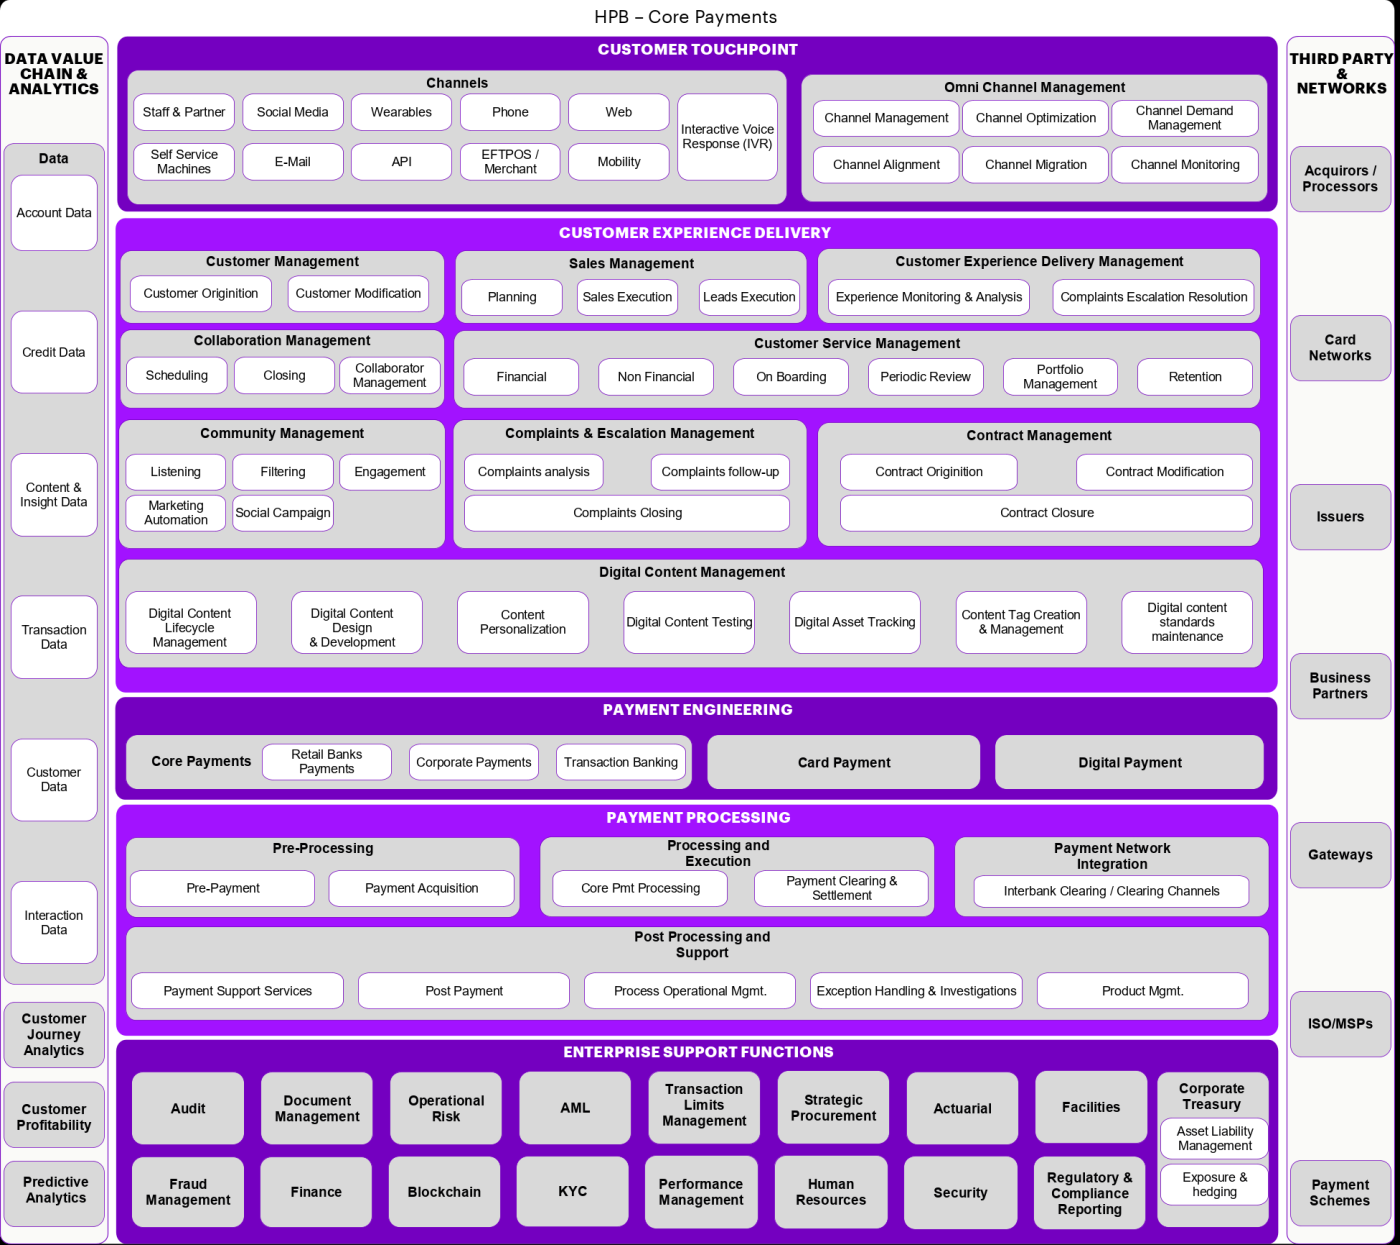 HPB – Core Payments
DATA VALUE
CHAIN &
ANALYTICS
Data
Account Data
Credit Data
Content &
Insight Data
Transaction
Data
Customer
Data
Interaction
Data
Customer
Journey
Analytics
Customer
Profitability
Predictive
Analytics
CUSTOMER TOUCHPOINT
Channels
Staff & Partner
Social Media
Wearables
Phone
Web
Interactive Voice
Response (IVR)
Self Service
Machines
E-Mail
API
EFTPOS /
Merchant
Mobility
Omni Channel Management
Channel Management
Channel Optimization
Channel Demand
Management
Channel Alignment
Channel Migration
Channel Monitoring
CUSTOMER EXPERIENCE DELIVERY
Customer Management
Customer Originition
Customer Modification
Sales Management
Planning
Sales Execution
Leads Execution
Customer Experience Delivery Management
Experience Monitoring & Analysis
Complaints Escalation Resolution
Collaboration Management
Scheduling
Closing
Collaborator
Management
Customer Service Management
Financial
Non Financial
On Boarding
Periodic Review
Portfolio
Management
Retention
Community Management
Listening
Filtering
Engagement
Marketing
Automation
Social Campaign
Complaints & Escalation Management
Complaints analysis
Complaints follow-up
Complaints Closing
Contract Management
Contract Originition
Contract Modification
Contract Closure
Digital Content Management
Digital Content
Lifecycle
Management
Digital Content
Design
& Development
Content
Personalization
Digital Content Testing
Digital Asset Tracking
Content Tag Creation
& Management
Digital content
standards
maintenance
PAYMENT ENGINEERING
Core Payments
Retail Banks
Payments
Corporate Payments
Transaction Banking
Card Payment
Digital Payment
PAYMENT PROCESSING
Pre-Processing
Pre-Payment
Payment Acquisition
Processing and
Execution
Core Pmt Processing
Payment Clearing &
Settlement
Payment Network
Integration
Interbank Clearing / Clearing Channels
Post Processing and
Support
Payment Support Services
Post Payment
Process Operational Mgmt.
Exception Handling & Investigations
Product Mgmt.
ENTERPRISE SUPPORT FUNCTIONS
Audit
Document
Management
Operational
Risk
AML
Transaction
Limits
Management
Strategic
Procurement
Actuarial
Facilities
Corporate
Treasury
Asset Liability
Management
Exposure &
hedging
Fraud
Management
Finance
Blockchain
KYC
Performance
Management
Human
Resources
Security
Regulatory &
Compliance
Reporting
THIRD PARTY
&
NETWORKS
Acquirors /
Processors
Card
Networks
Issuers
Business
Partners
Gateways
ISO/MSPs
Payment
Schemes